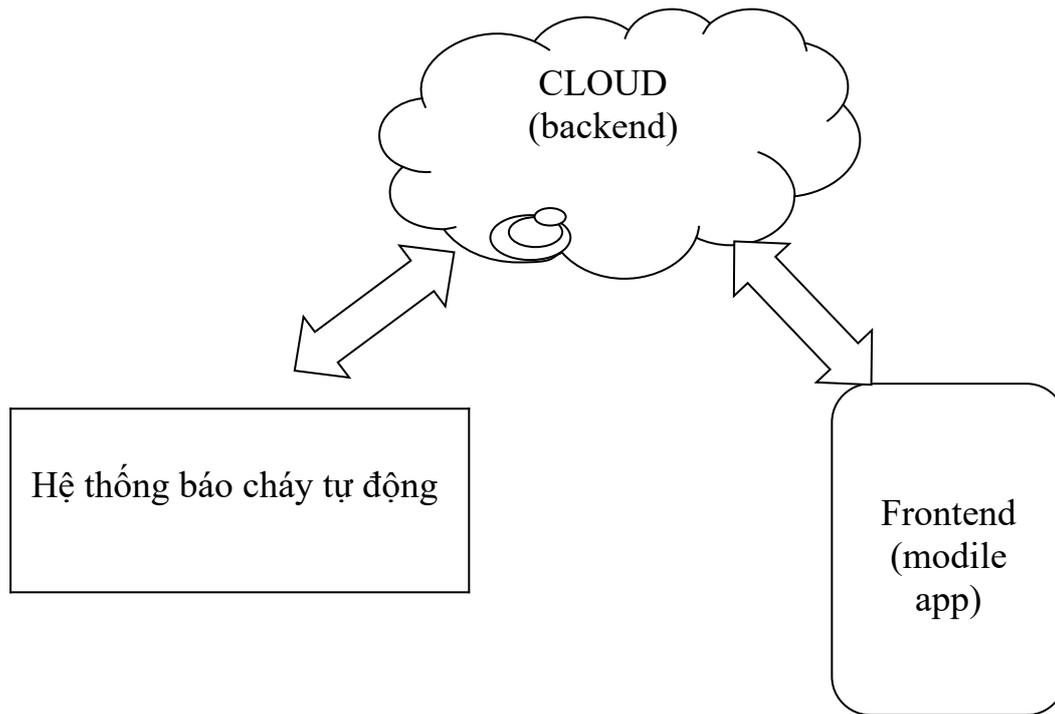 CLOUD
(backend)
Hệ thống báo cháy tự động
Frontend
(modile
app)